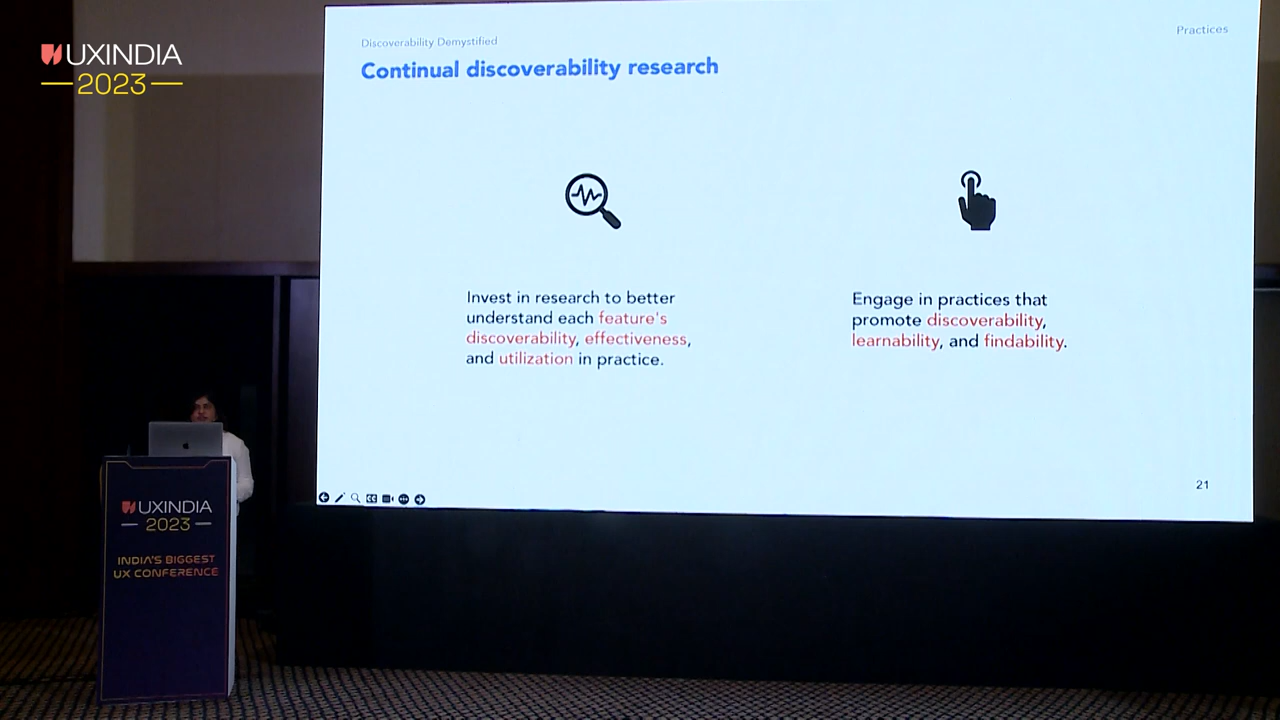 UXINDIA
2023
Discoverability Demystified
Practices
Continual discoverability research
Invest in research to better
understand each feature's
discoverability, effectiveness,
and utilization in practice.
Engage in practices that
promote discoverability,
learnability, and findability.
21
UXINDIA
2023
INDIA'S BIGGEST
UX CONFERENCE